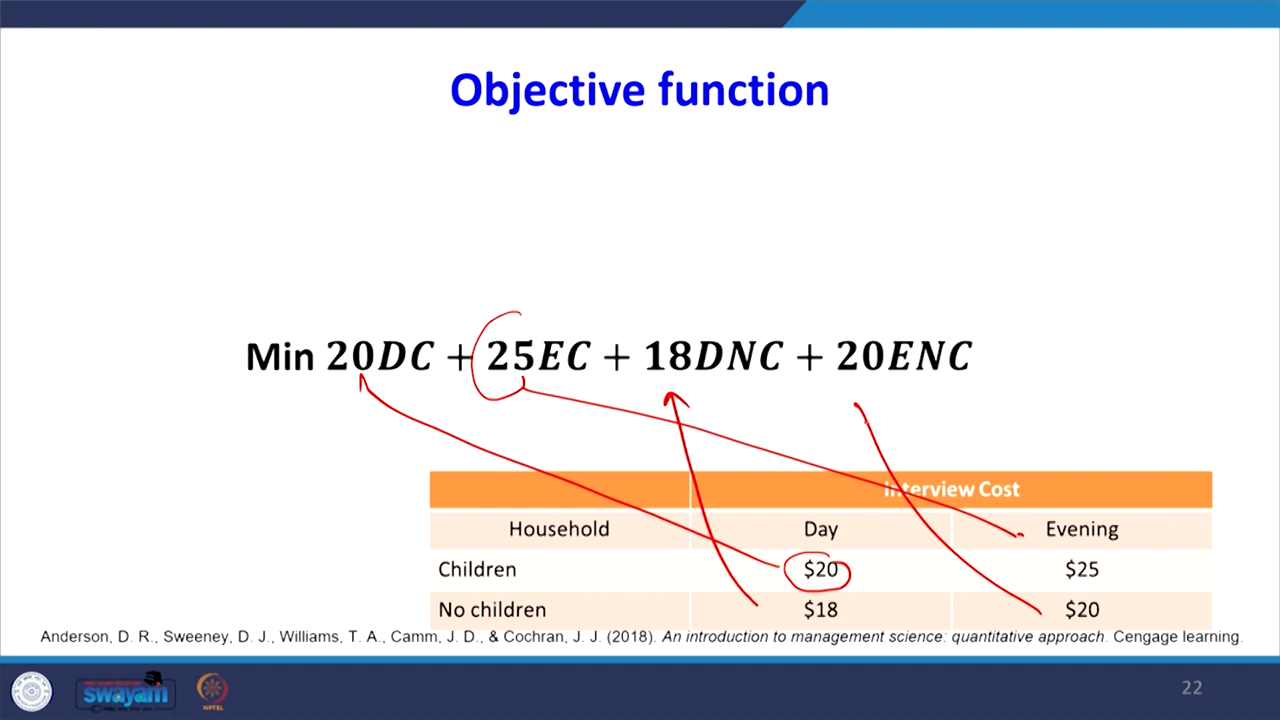 Objective function
Min 20DC + 25EC + 18DNC + 20ENC
Interview Cost
Household Day Evening
Children $20 $25
No children $18 $20
Anderson, D. R., Sweeney, D. J., Williams, T. A., Camm, J. D., & Cochran, J. J. (2018). An introduction to management science: quantitative approach. Cengage learning.
swayam NPTEL 22